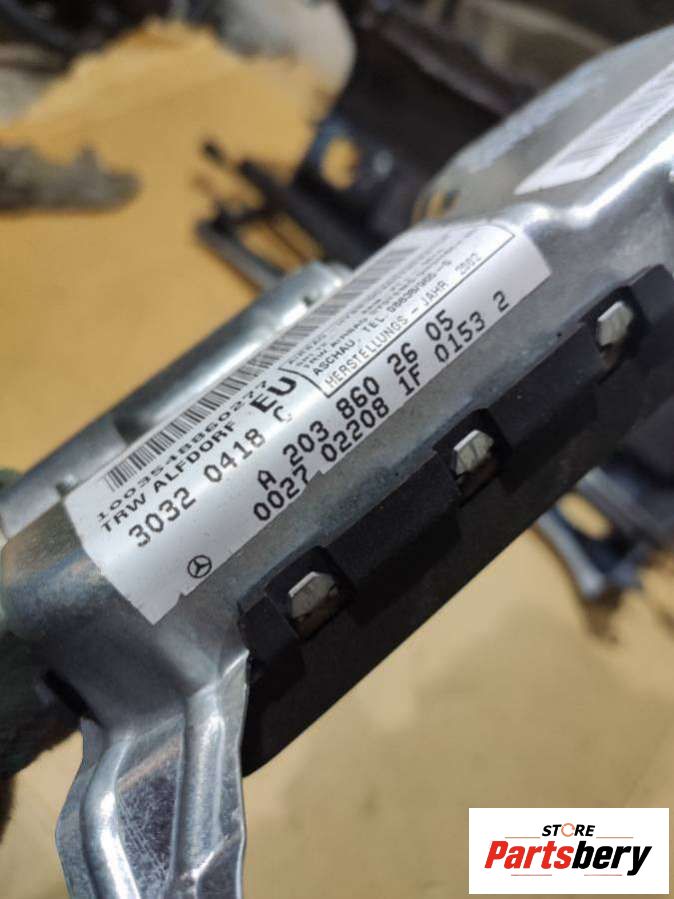 1003548860277
TRW ALFDORF
EU
3032 0418 C
ASCHAU, TEL.
HERSTELLUNGS - JAHR 2002
A 203 860 26 05
0027 02208 1F 0153 2
STORE
Partsbery